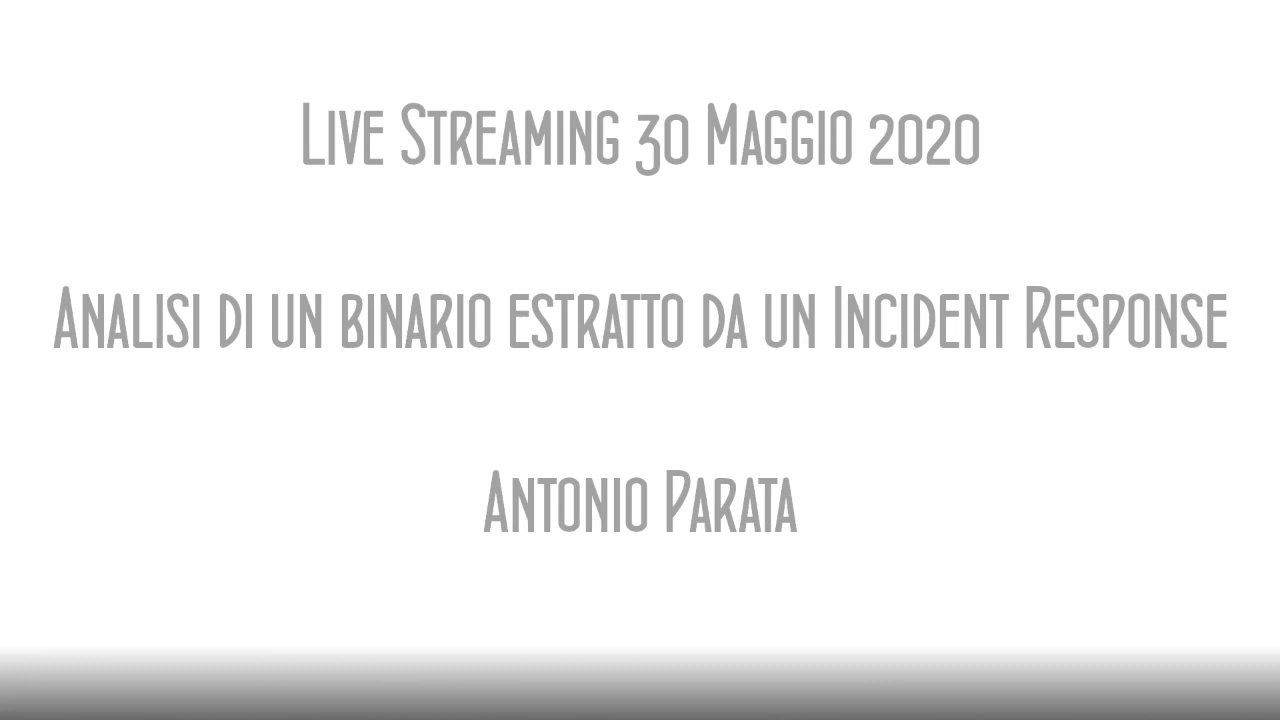 Live Streaming 30 Maggio 2020
Analisi di un binario estratto da un Incident Response
Antonio Parata